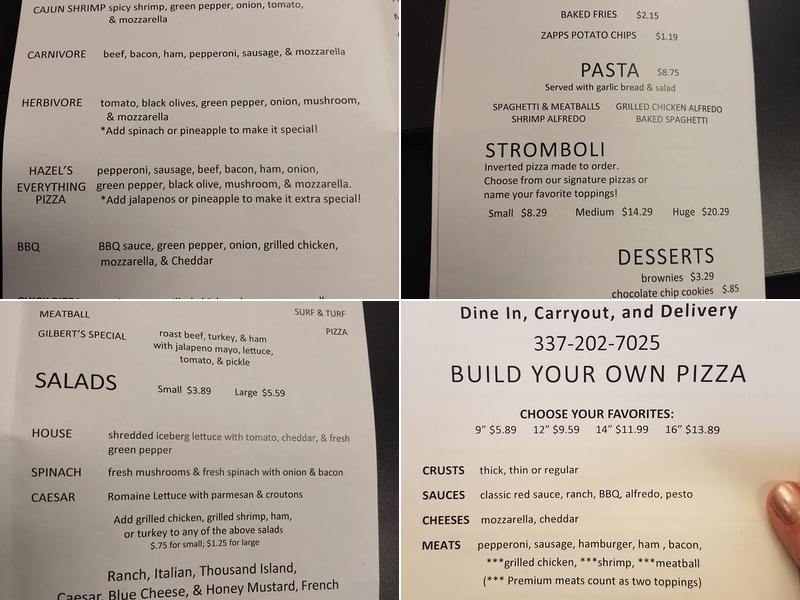 CAJUN SHRIMP spicy shrimp, green pepper, onion, tomato,
& mozzarella
CARNIVORE beef, bacon, ham, pepperoni, sausage, & mozzarella
HERBIVORE tomato, black olives, green pepper, onion, mushroom,
& mozzarella
*Add spinach or pineapple to make it special!
HAZEL'S pepperoni, sausage, beef, bacon, ham, onion,
EVERYTHING green pepper, black olive, mushroom, & mozzarella.
PIZZA *Add jalapenos or pineapple to make it extra special!
BBQ BBQ sauce, green pepper, onion, grilled chicken,
mozzarella, & Cheddar
BAKED FRIES $2.15
ZAPPS POTATO CHIPS $1.19
PASTA $8.75
Served with garlic bread & salad
SPAGHETTI & MEATBALLS GRILLED CHICKEN ALFREDO
SHRIMP ALFREDO BAKED SPAGHETTI
STROMBOLI
Inverted pizza made to order.
Choose from our signature pizzas or
name your favorite toppings!
Small $8.29 Medium $14.29 Huge $20.29
DESSERTS
brownies $3.29
chocolate chip cookies $.85
MEATBALL SURF & TURF
GILBERT'S SPECIAL roast beef, turkey, & ham PIZZA
with jalapeno mayo, lettuce,
tomato, & pickle
SALADS Small $3.89 Large $5.59
HOUSE shredded iceberg lettuce with tomato, cheddar, & fresh
green pepper
SPINACH fresh mushrooms & fresh spinach with onion & bacon
CAESAR Romaine Lettuce with parmesan & croutons
Add grilled chicken, grilled shrimp, ham,
or turkey to any of the above salads
$.75 for small; $1.25 for large
Ranch, Italian, Thousand Island,
Caesar, Blue Cheese, & Honey Mustard, French
Dine In, Carryout, and Delivery
337-202-7025
BUILD YOUR OWN PIZZA
CHOOSE YOUR FAVORITES:
9" $5.89 12" $9.59 14" $11.99 16" $13.89
CRUSTS thick, thin or regular
SAUCES classic red sauce, ranch, BBQ, alfredo, pesto
CHEESES mozzarella, cheddar
MEATS pepperoni, sausage, hamburger, ham , bacon,
***grilled chicken, ***shrimp, ***meatball
(*** Premium meats count as two toppings)